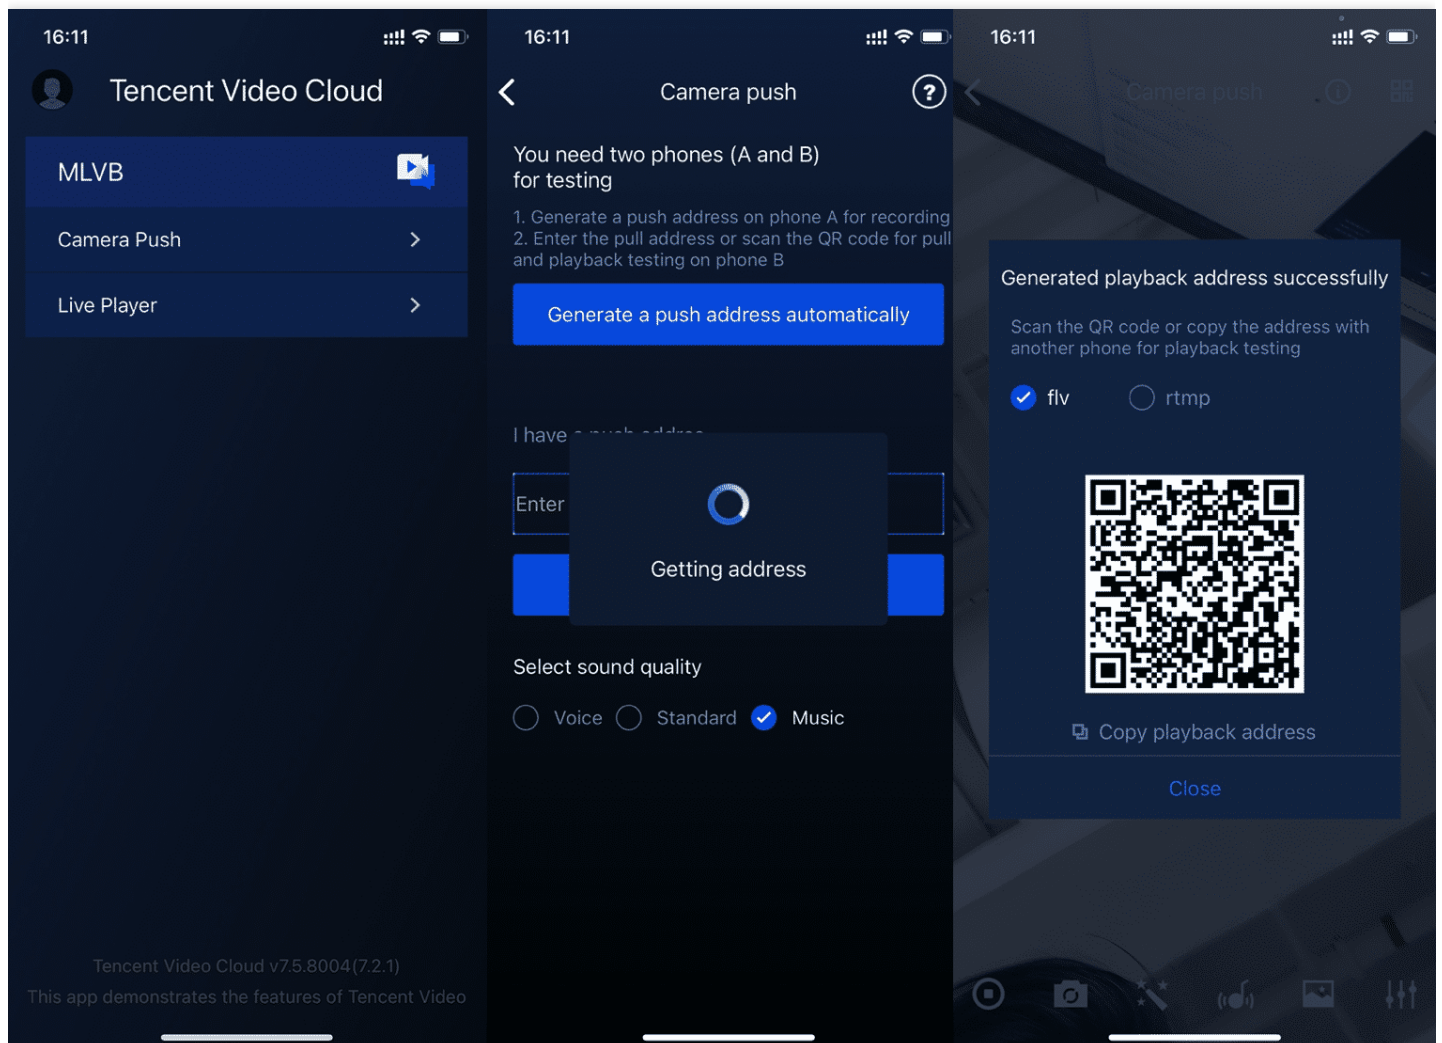 16:11
Tencent Video Cloud
MLVB
Camera Push
Live Player
Tencent Video Cloud v7.5.8004(7.2.1)
This app demonstrates the features of Tencent Video
16:11
Camera push
?
You need two phones (A and B)
for testing
1. Generate a push address on phone A for recording
2. Enter the pull address or scan the QR code for pull
and playback testing on phone B
Generate a push address automatically
I have a push addres
Enter
Getting address
Select sound quality
Voice
Standard
Music
16:11
Camera push
Generated playback address successfully
Scan the QR code or copy the address with
another phone for playback testing
flv
rtmp
Copy playback address
Close